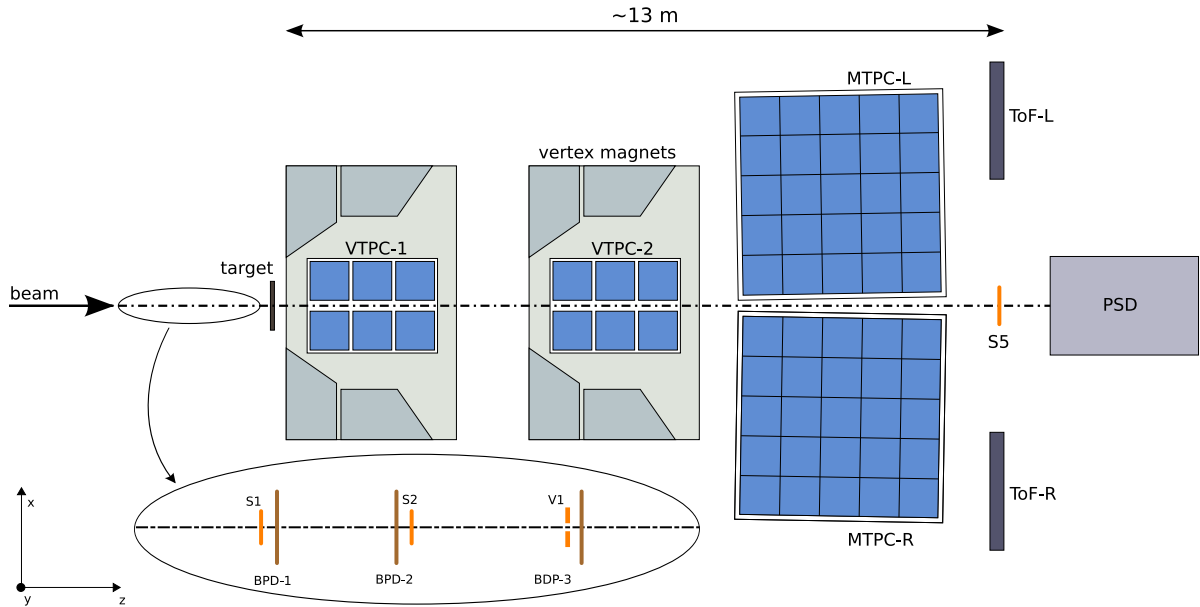 ~13 m
MTPC-L
ToF-L
vertex magnets
VTPC-1
VTPC-2
target
beam
PSD
S5
x
S1
S2
V1
ToF-R
MTPC-R
BPD-1
BPD-2
BDP-3
y
z